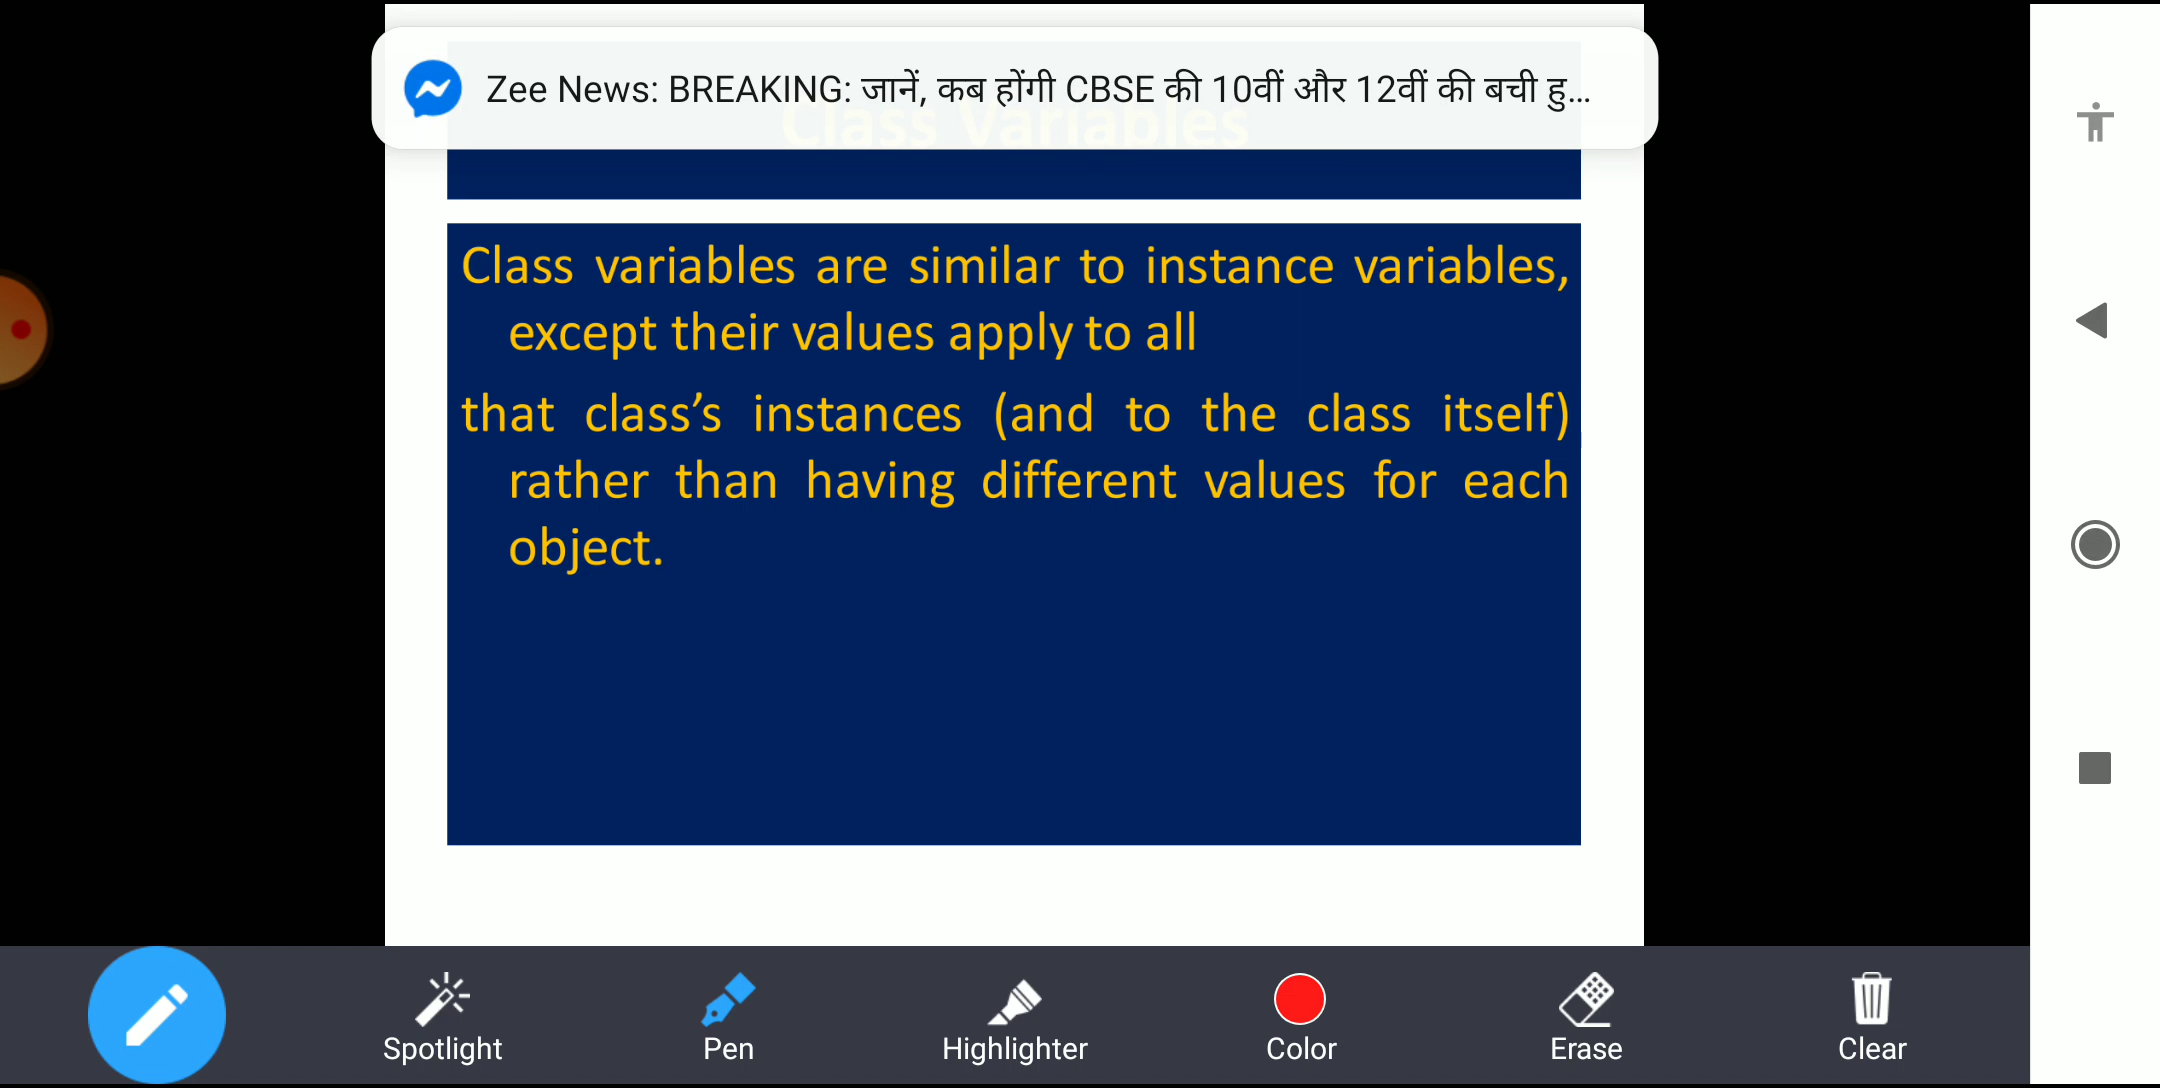 Zee News: BREAKING: जानें, कब होंगी CBSE की 10वीं और 12वीं की बची हु...
Class Variables
Class variables are similar to instance variables,
except their values apply to all
that class’s instances (and to the class itself)
rather than having different values for each
object.
Spotlight
Pen
Highlighter
Color
Erase
Clear